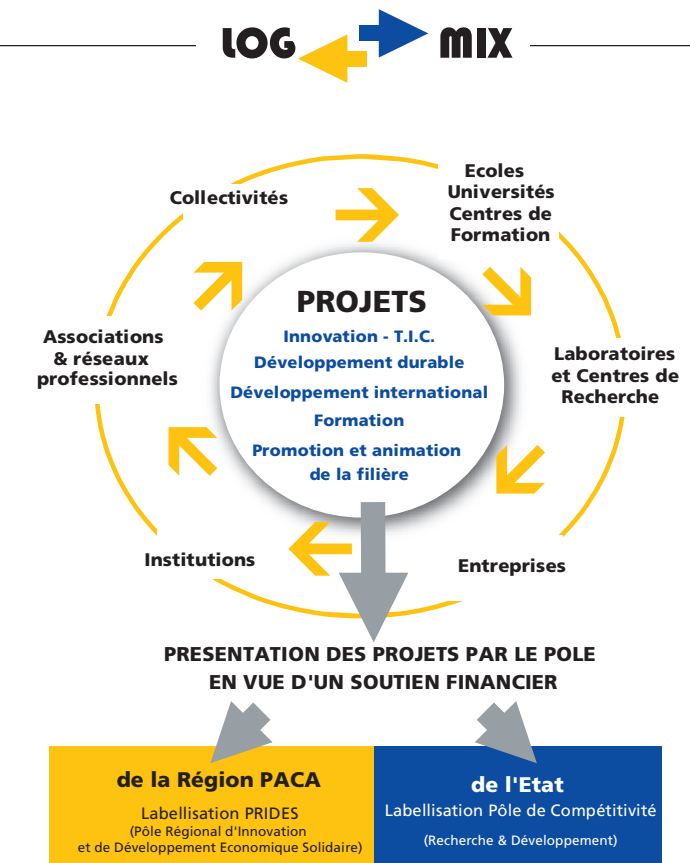 LOG MIX
Collectivités
Ecoles
Universités
Centres de
Formation
Associations
& réseaux
professionnels
PROJETS
Innovation - T.I.C.
Développement durable
Développement international
Formation
Promotion et animation
de la filière
Laboratoires
et Centres de
Recherche
Institutions
Entreprises
PRESENTATION DES PROJETS PAR LE POLE
EN VUE D'UN SOUTIEN FINANCIER
de la Région PACA
Labellisation PRIDES
(Pôle Régional d'Innovation
et de Développement Economique Solidaire)
de l'Etat
Labellisation Pôle de Compétitivité
(Recherche & Développement)